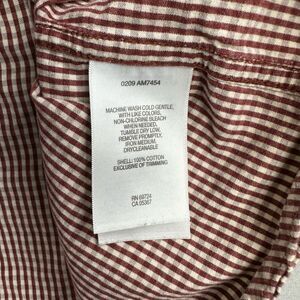 0209 AM7454
MACHINE WASH COLD GENTLE,
WITH LIKE COLORS,
NON-CHLORINE BLEACH
WHEN NEEDED,
TUMBLE DRY LOW,
REMOVE PROMPTLY,
IRON MEDIUM,
DRYCLEANABLE
SHELL: 100% COTTON
EXCLUSIVE OF TRIMMING
RN 69724
CA 05367